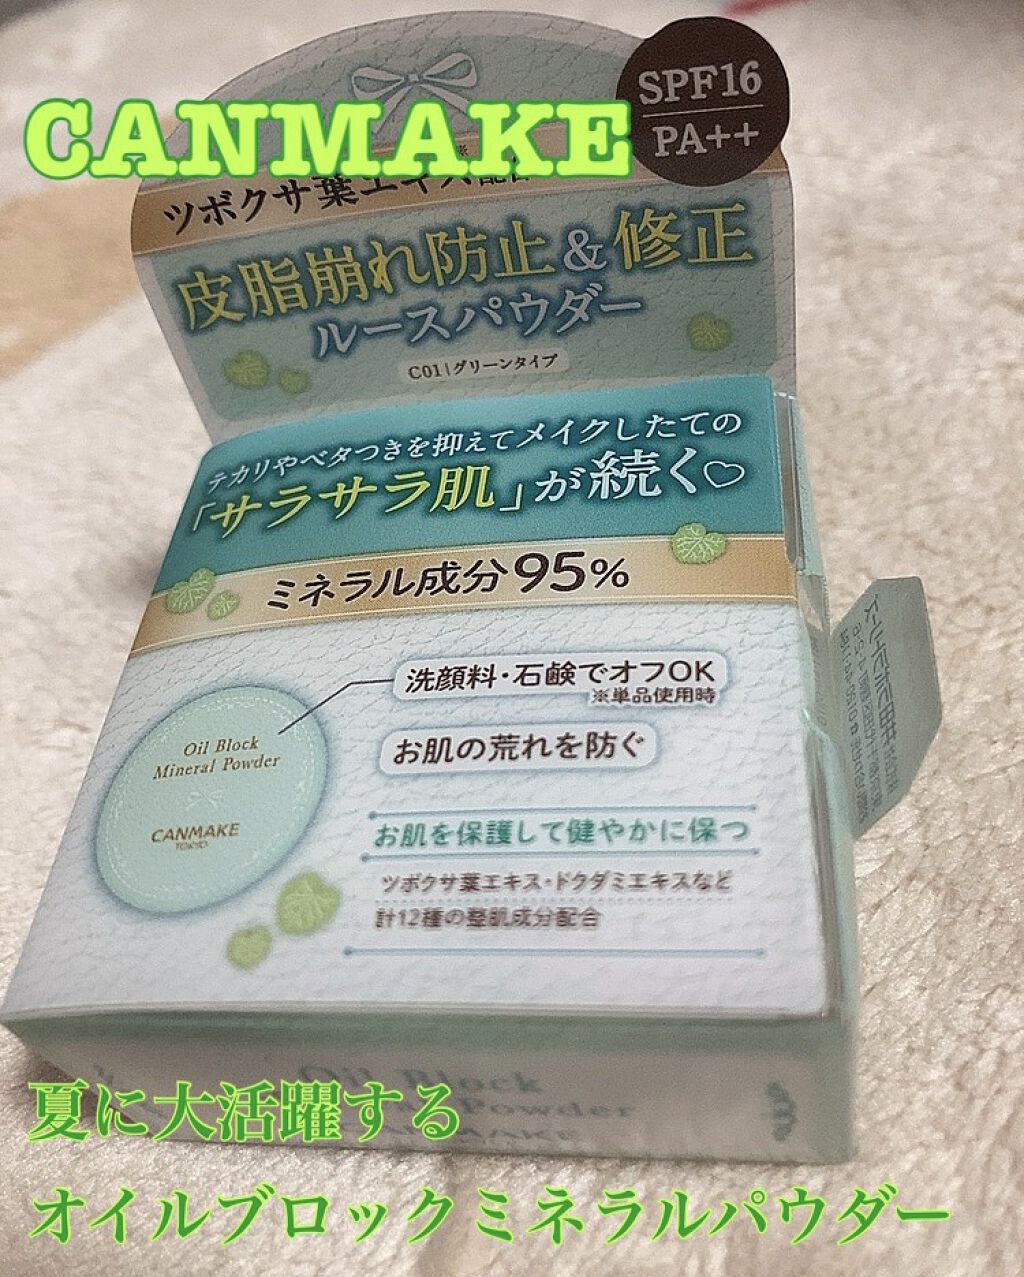 CANMAKE
SPF16
PA++
ツボクサ葉エキス※配合
皮脂崩れ防止&修正
ルースパウダー
C01|グリーンタイプ
テカリやベタつきを抑えてメイクしたての
「サラサラ肌」が続く♡
ミネラル成分95%
洗顔料・石鹸でオフOK
※単品使用時
お肌の荒れを防ぐ
Oil Block
Mineral Powder
CANMAKE
TOKYO
お肌を保護して健やかに保つ
ツボクサ葉エキス・ドクダミエキスなど
計12種の整肌成分配合
Oil Block
Powder
CANMAKE
夏に大活躍する
オイルブロックミネラルパウダー